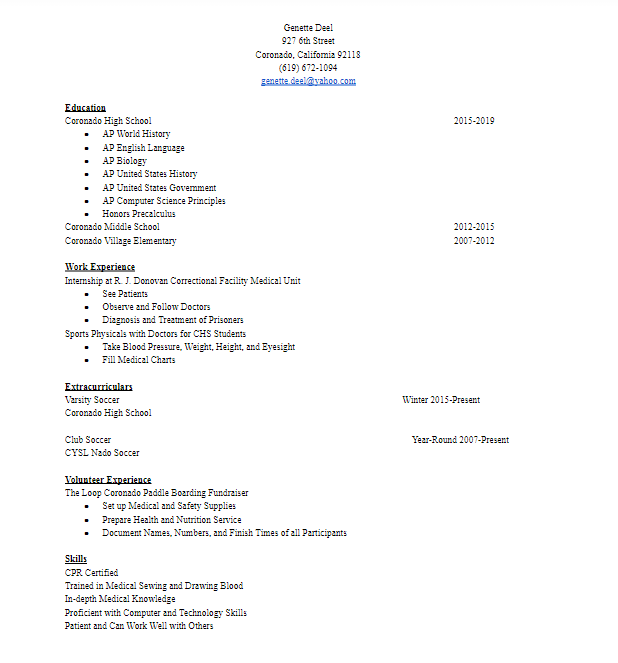 Genette Deel
927 6th Street
Coronado, California 92118
(619) 672-1094
genette.deel@yahoo.com
Education
Coronado High School 2015-2019
• AP World History
• AP English Language
• AP Biology
• AP United States History
• AP United States Government
• AP Computer Science Principles
• Honors Precalculus
Coronado Middle School 2012-2015
Coronado Village Elementary 2007-2012
Work Experience
Internship at R. J. Donovan Correctional Facility Medical Unit
• See Patients
• Observe and Follow Doctors
• Diagnosis and Treatment of Prisoners
Sports Physicals with Doctors for CHS Students
• Take Blood Pressure, Weight, Height, and Eyesight
• Fill Medical Charts
Extracurriculars
Varsity Soccer Winter 2015-Present
Coronado High School
Club Soccer Year-Round 2007-Present
CYSL Nado Soccer
Volunteer Experience
The Loop Coronado Paddle Boarding Fundraiser
• Set up Medical and Safety Supplies
• Prepare Health and Nutrition Service
• Document Names, Numbers, and Finish Times of all Participants
Skills
CPR Certified
Trained in Medical Sewing and Drawing Blood
In-depth Medical Knowledge
Proficient with Computer and Technology Skills
Patient and Can Work Well with Others